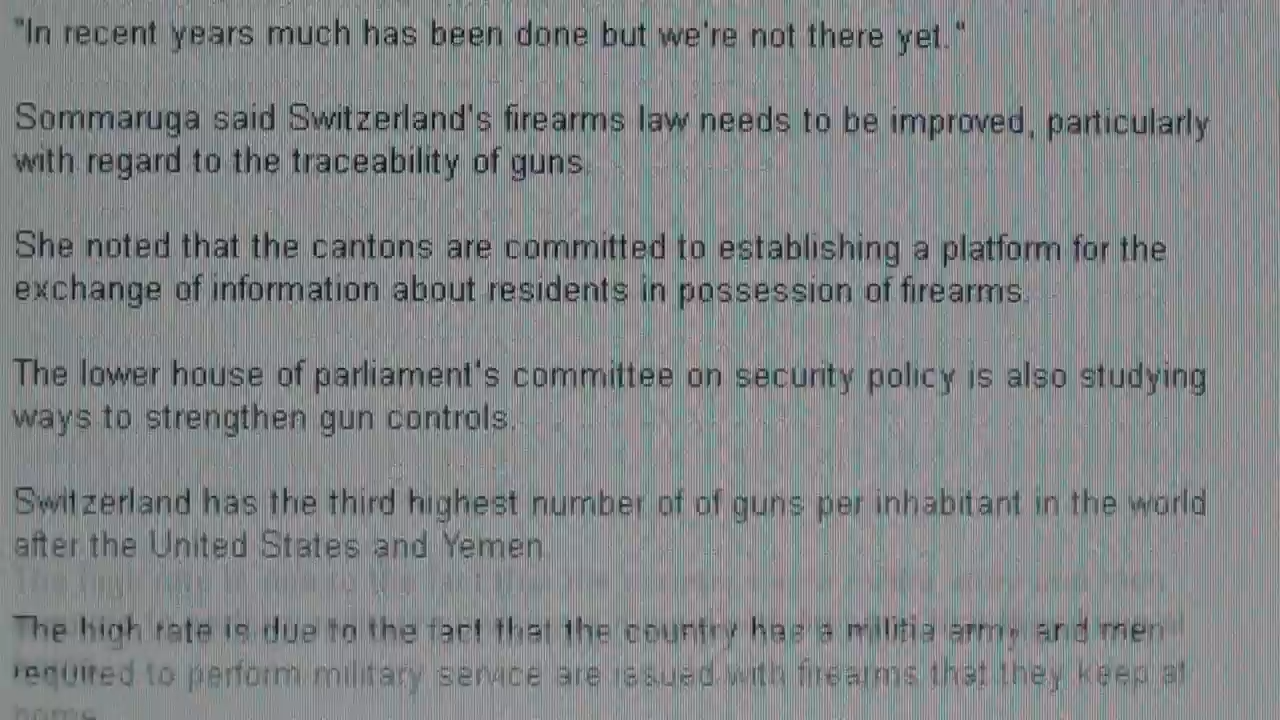 "In recent years much has been done but we're not there yet."
Sommaruga said Switzerland's firearms law needs to be improved, particularly
with regard to the traceability of guns.
She noted that the cantons are committed to establishing a platform for the
exchange of information about residents in possession of firearms.
The lower house of parliament's committee on security policy is also studying
ways to strengthen gun controls.
Switzerland has the third highest number of of guns per inhabitant in the world
after the United States and Yemen.
The high rate is due to the fact that the country has a militia army and men
required to perform military service are issued with firearms that they keep at
home.